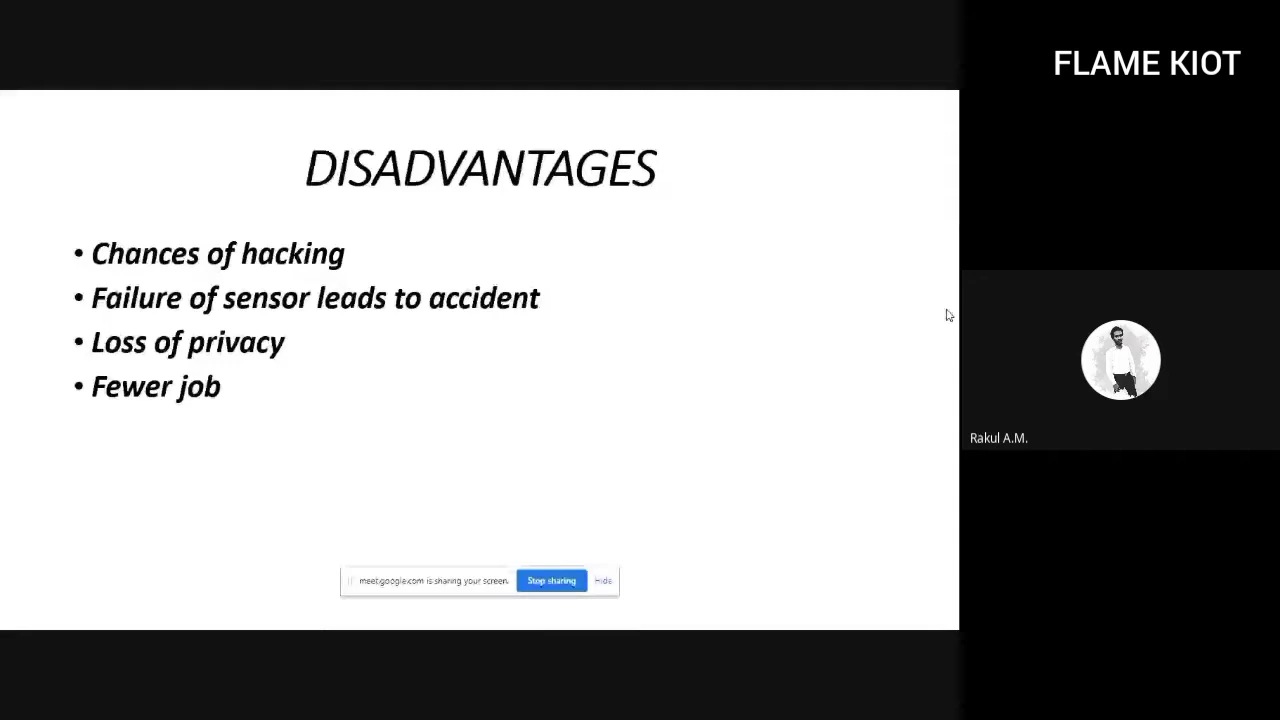 FLAME KIOT
DISADVANTAGES
• Chances of hacking
• Failure of sensor leads to accident
• Loss of privacy
• Fewer job
Rakul A.M.
meet.google.com is sharing your screen.
Stop sharing
Hide